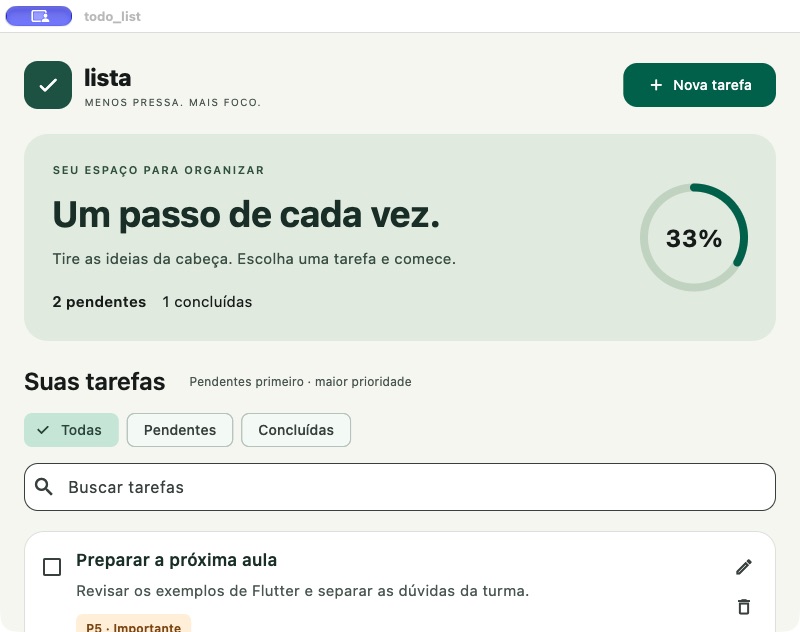 todo_list
lista
MENOS PRESSA. MAIS FOCO.
+ Nova tarefa
SEU ESPAÇO PARA ORGANIZAR
Um passo de cada vez.
Tire as ideias da cabeça. Escolha uma tarefa e comece.
2 pendentes 1 concluídas
33%
Suas tarefas Pendentes primeiro · maior prioridade
Todas Pendentes Concluídas
Buscar tarefas
Preparar a próxima aula
Revisar os exemplos de Flutter e separar as dúvidas da turma.
P5 · Importante